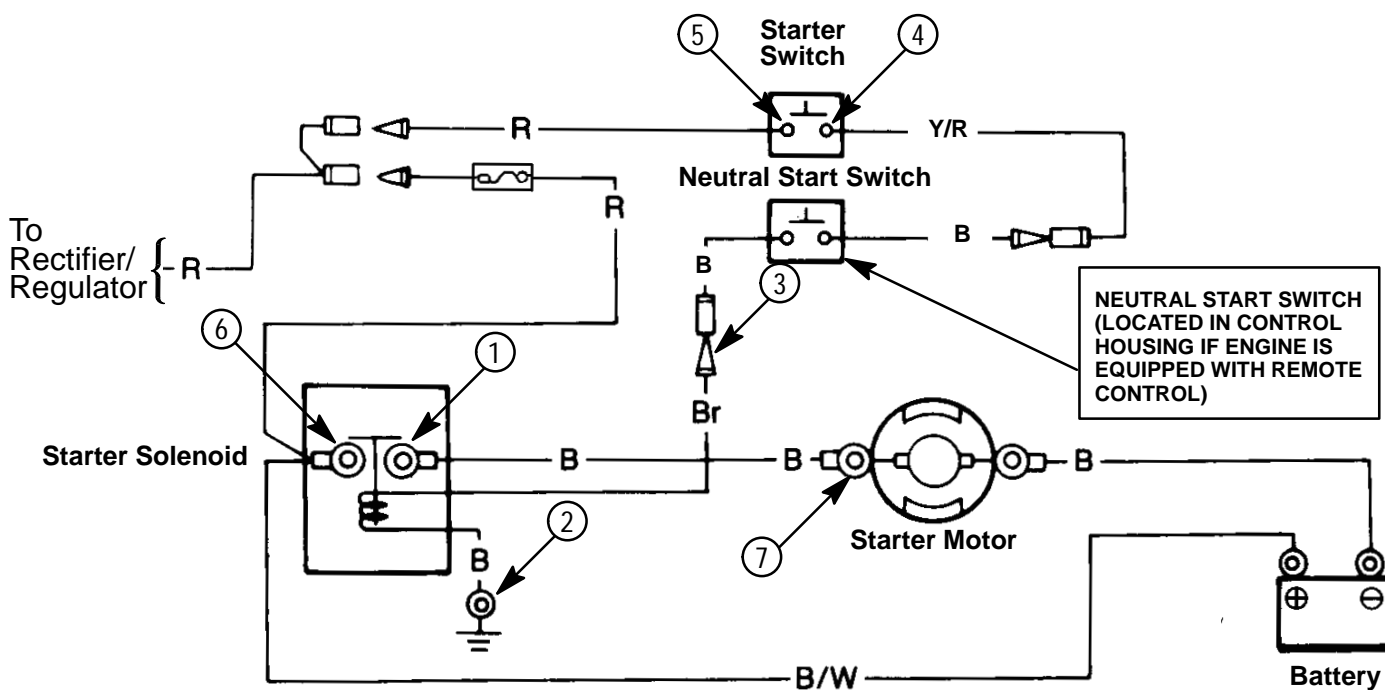 5
Starter
Switch
4
R
Y/R
Neutral Start Switch
R
To
Rectifier/
Regulator
R
B
B
3
NEUTRAL START SWITCH
(LOCATED IN CONTROL
HOUSING IF ENGINE IS
EQUIPPED WITH REMOTE
CONTROL)
6
1
Br
Starter Solenoid
B
B
B
2
7
Starter Motor
B
B/W
Battery